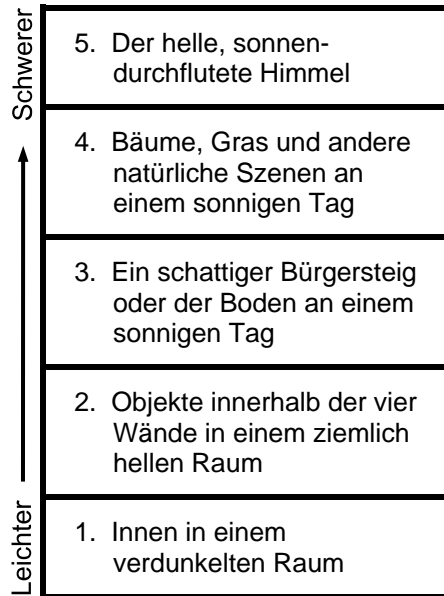 Schwerer
5. Der helle, sonnen-
durchflutete Himmel
4. Bäume, Gras und andere
natürliche Szenen an
einem sonnigen Tag
3. Ein schattiger Bürgersteig
oder der Boden an einem
sonnigen Tag
2. Objekte innerhalb der vier
Wände in einem ziemlich
hellen Raum
1. Innen in einem
verdunkelten Raum
Leichter